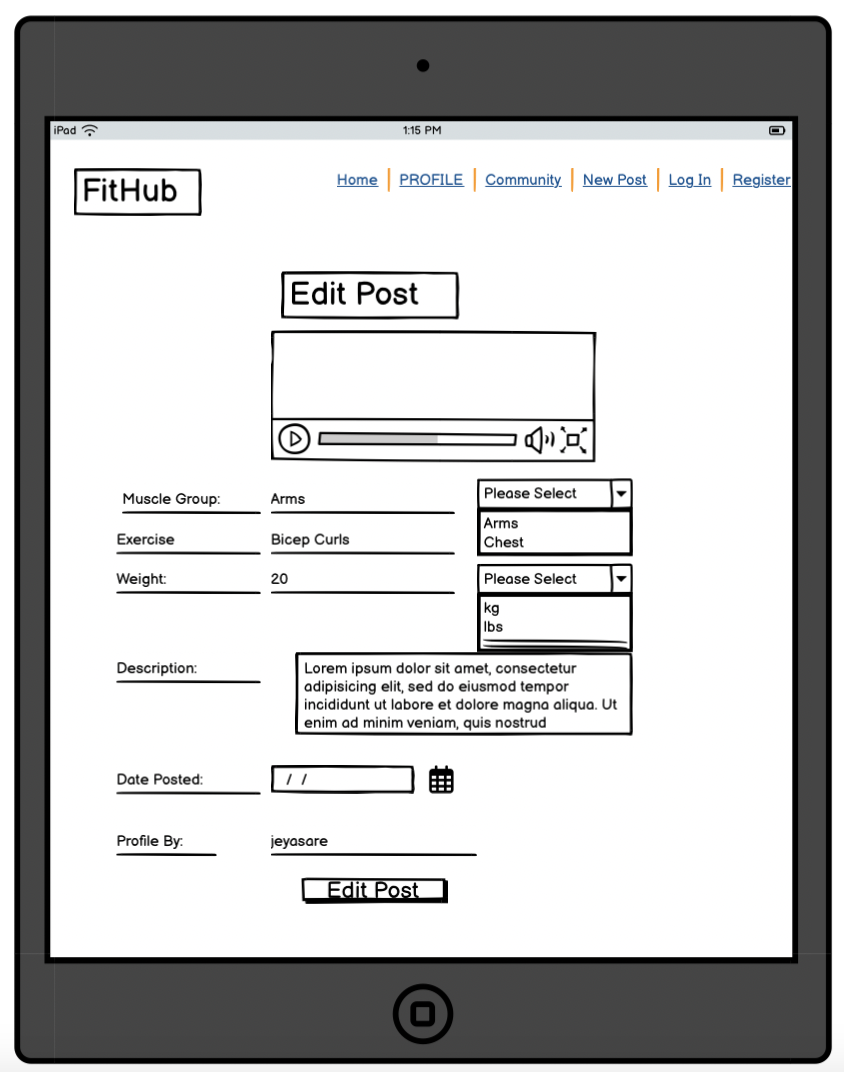 iPad 1:15 PM
FitHub
Home PROFILE Community New Post Log In Register
Edit Post
Muscle Group: Arms Please Select
Arms
Chest
Exercise Bicep Curls
Weight: 20 Please Select
kg
lbs
Description:
Lorem ipsum dolor sit amet, consectetur
adipisicing elit, sed do eiusmod tempor
incididunt ut labore et dolore magna aliqua. Ut
enim ad minim veniam, quis nostrud
Date Posted: / /
Profile By: jeyasare
Edit Post